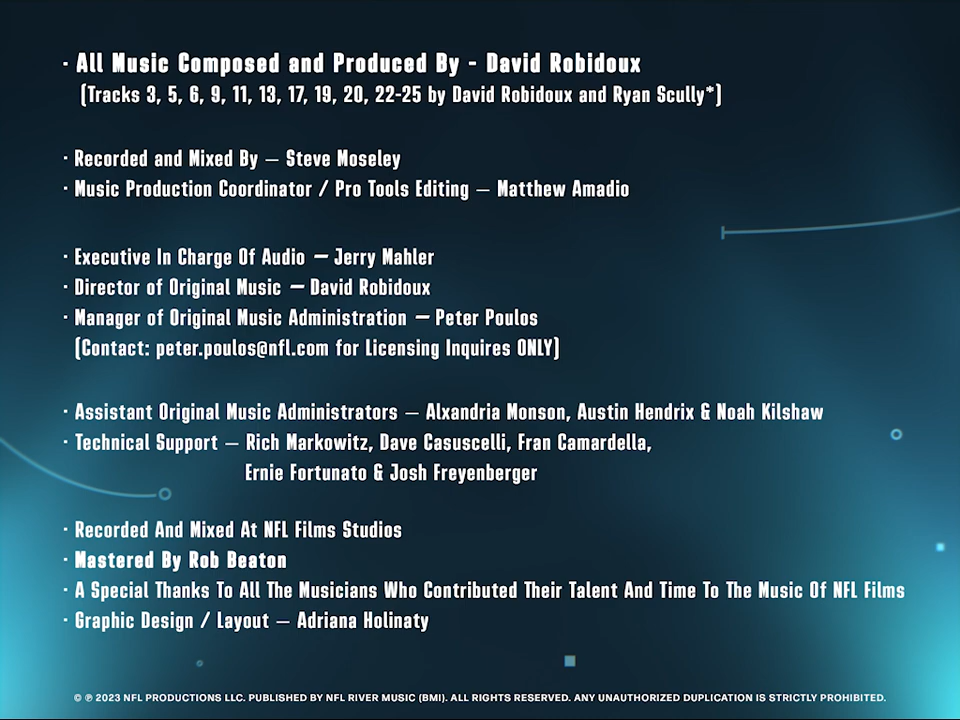 · All Music Composed and Produced By - David Robidoux
(Tracks 3, 5, 6, 9, 11, 13, 17, 19, 20, 22-25 by David Robidoux and Ryan Scully*)
· Recorded and Mixed By — Steve Moseley
· Music Production Coordinator / Pro Tools Editing — Matthew Amadio
· Executive In Charge Of Audio — Jerry Mahler
· Director of Original Music — David Robidoux
· Manager of Original Music Administration — Peter Poulos
(Contact: peter.poulos@nfl.com for Licensing Inquires ONLY)
· Assistant Original Music Administrators — Alxandria Monson, Austin Hendrix & Noah Kilshaw
· Technical Support — Rich Markowitz, Dave Casuscelli, Fran Camardella,
Ernie Fortunato & Josh Freyenberger
· Recorded And Mixed At NFL Films Studios
· Mastered By Rob Beaton
· A Special Thanks To All The Musicians Who Contributed Their Talent And Time To The Music Of NFL Films
· Graphic Design / Layout — Adriana Holinaty
© ℗ 2023 NFL PRODUCTIONS LLC. PUBLISHED BY NFL RIVER MUSIC (BMI). ALL RIGHTS RESERVED. ANY UNAUTHORIZED DUPLICATION IS STRICTLY PROHIBITED.